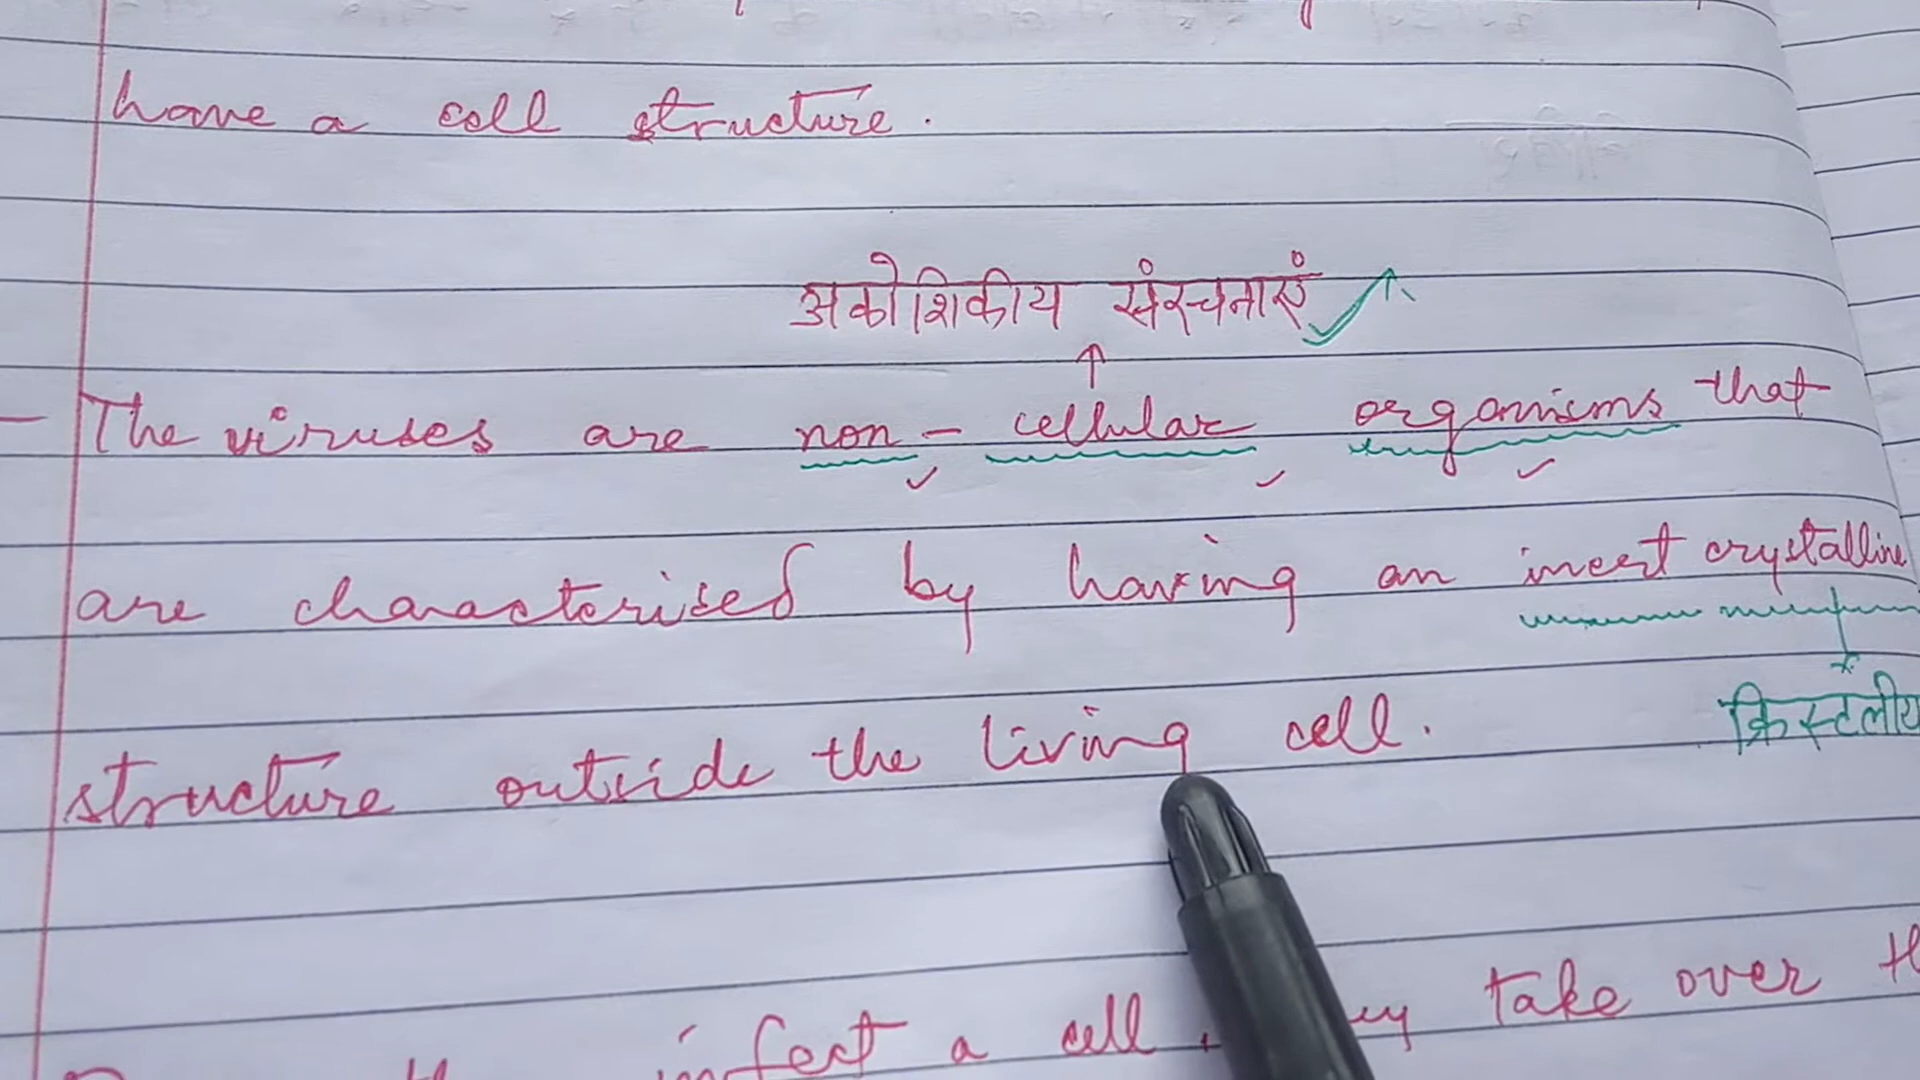 have a cell structure.
अकोशिकीय संरचनाएं
- The viruses are non-cellular organisms that
are characterised by having an inert crystalline
क्रिस्टलीय
structure outside the living cell.
infect a cell, take over